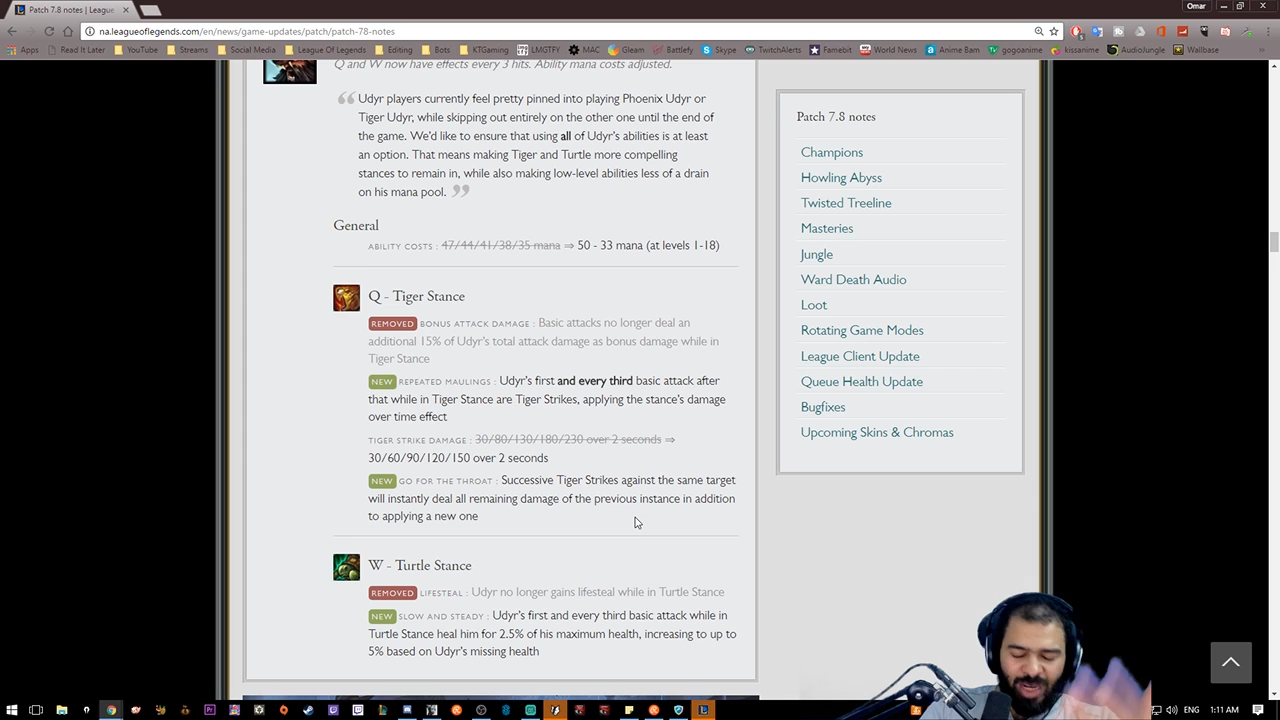 Patch 7.8 notes | League
Omar
na.leagueoflegends.com/en/news/game-updates/patch/patch-78-notes
Apps Read It Later YouTube Streams Social Media League Of Legends Editing Bots KTGaming LMGTFY MAC Gleam Battlefy Skype TwitchAlerts Famebit World News Anime Bam gogoanime kissanime AudioJungle Wallbase
Q and W now have effects every 3 hits. Ability mana costs adjusted.
Udyr players currently feel pretty pinned into playing Phoenix Udyr or
Tiger Udyr, while skipping out entirely on the other one until the end of
the game. We'd like to ensure that using all of Udyr's abilities is at least
an option. That means making Tiger and Turtle more compelling
stances to remain in, while also making low-level abilities less of a drain
on his mana pool.
General
ABILITY COSTS : 47/44/41/38/35 mana ⇒ 50 - 33 mana (at levels 1-18)
Q - Tiger Stance
REMOVED BONUS ATTACK DAMAGE : Basic attacks no longer deal an
additional 15% of Udyr's total attack damage as bonus damage while in
Tiger Stance
NEW REPEATED MAULINGS : Udyr's first and every third basic attack after
that while in Tiger Stance are Tiger Strikes, applying the stance's damage
over time effect
TIGER STRIKE DAMAGE : 30/80/130/180/230 over 2 seconds ⇒
30/60/90/120/150 over 2 seconds
NEW GO FOR THE THROAT : Successive Tiger Strikes against the same target
will instantly deal all remaining damage of the previous instance in addition
to applying a new one
W - Turtle Stance
REMOVED LIFESTEAL : Udyr no longer gains lifesteal while in Turtle Stance
NEW SLOW AND STEADY : Udyr's first and every third basic attack while in
Turtle Stance heal him for 2.5% of his maximum health, increasing to up to
5% based on Udyr's missing health
Patch 7.8 notes
Champions
Howling Abyss
Twisted Treeline
Masteries
Jungle
Ward Death Audio
Loot
Rotating Game Modes
League Client Update
Queue Health Update
Bugfixes
Upcoming Skins & Chromas
ENG 1:11 AM